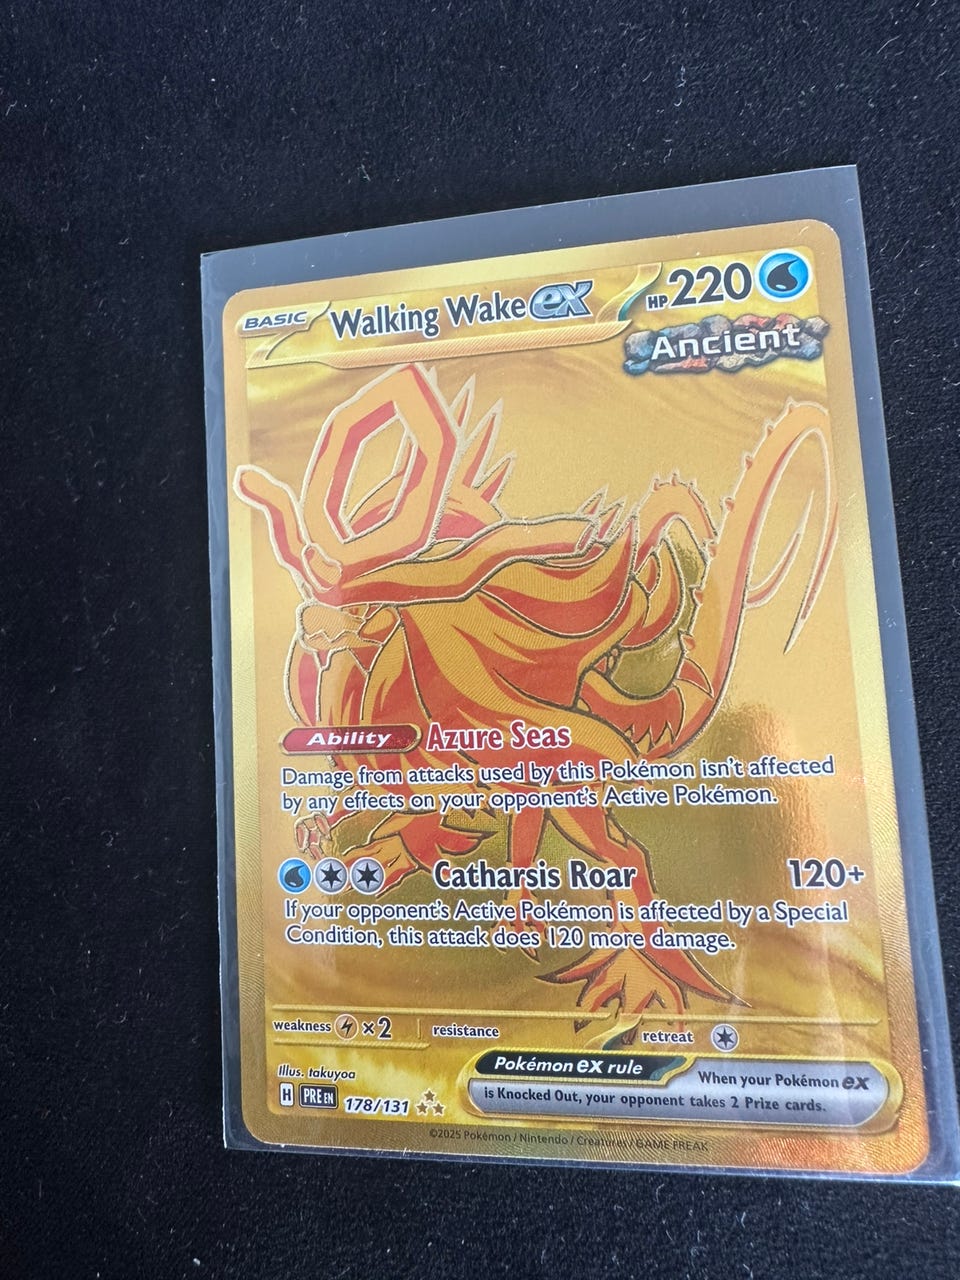 BASIC Walking Wake ex HP 220
Ancient
Ability Azure Seas
Damage from attacks used by this Pokémon isn't affected
by any effects on your opponent's Active Pokémon.
Catharsis Roar 120+
If your opponent's Active Pokémon is affected by a Special
Condition, this attack does 120 more damage.
weakness ×2 resistance retreat
Illus. takuyoa
Pokémon ex rule
When your Pokémon ex
is Knocked Out, your opponent takes 2 Prize cards.
H PRE EN 178/131
©2025 Pokémon / Nintendo / Creatures / GAME FREAK